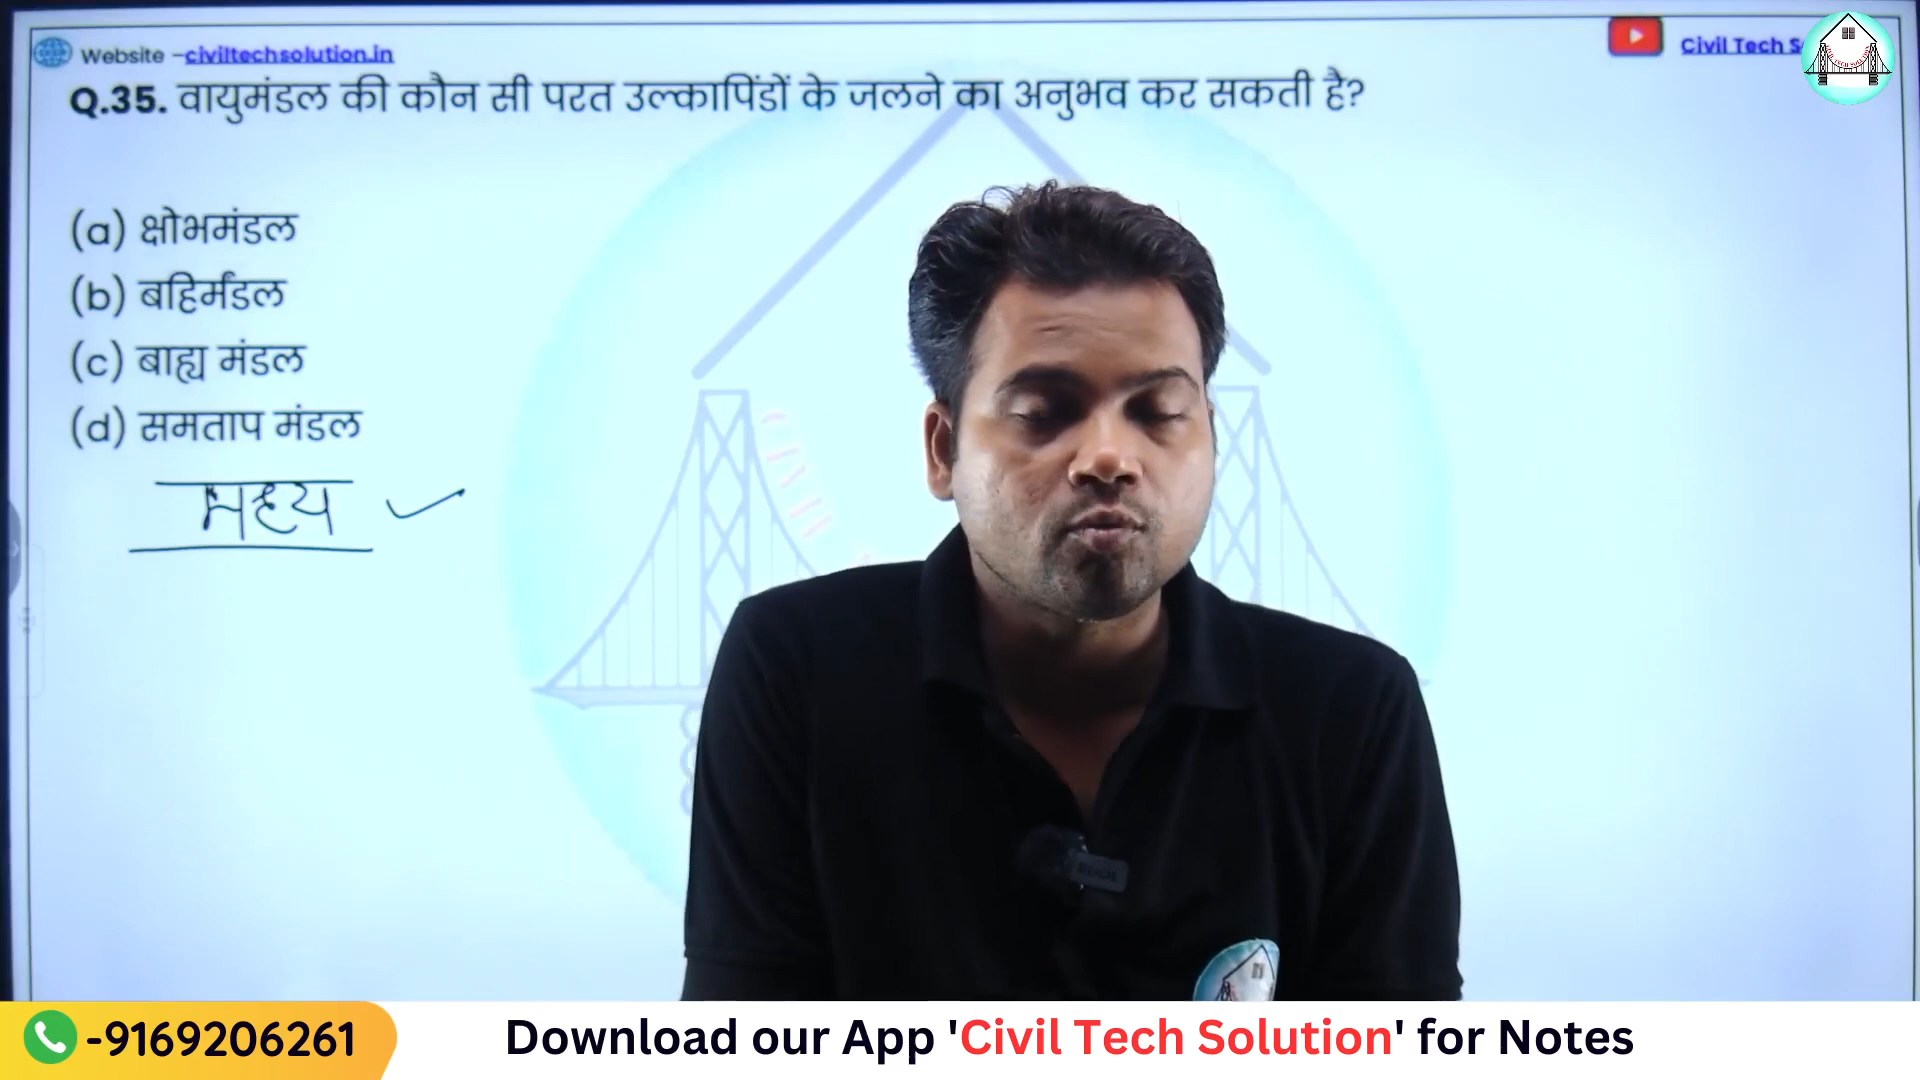 Website –civiltechsolution.in
Civil Tech S
Q.35. वायुमंडल की कौन सी परत उल्कापिंडों के जलने का अनुभव कर सकती है?
(a) क्षोभमंडल
(b) बहिर्मंडल
(c) बाह्य मंडल
(d) समताप मंडल
मध्य
CIVIL
-9169206261
Download our App 'Civil Tech Solution' for Notes